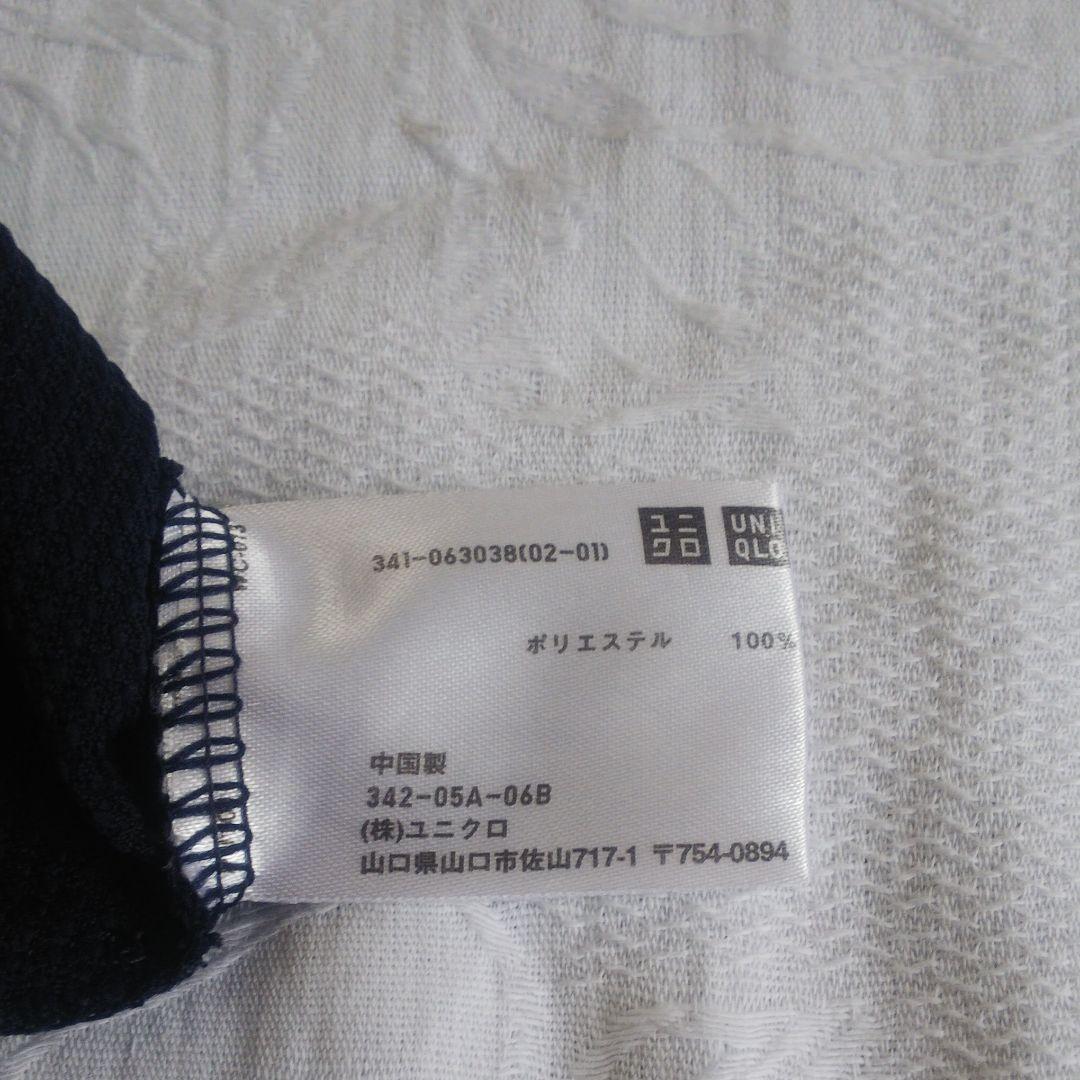 341-063038(02-01)
ユニクロ
UNIQLO
ポリエステル 100%
中国製
342-05A-06B
(株)ユニクロ
山口県山口市佐山717-1 〒754-0894